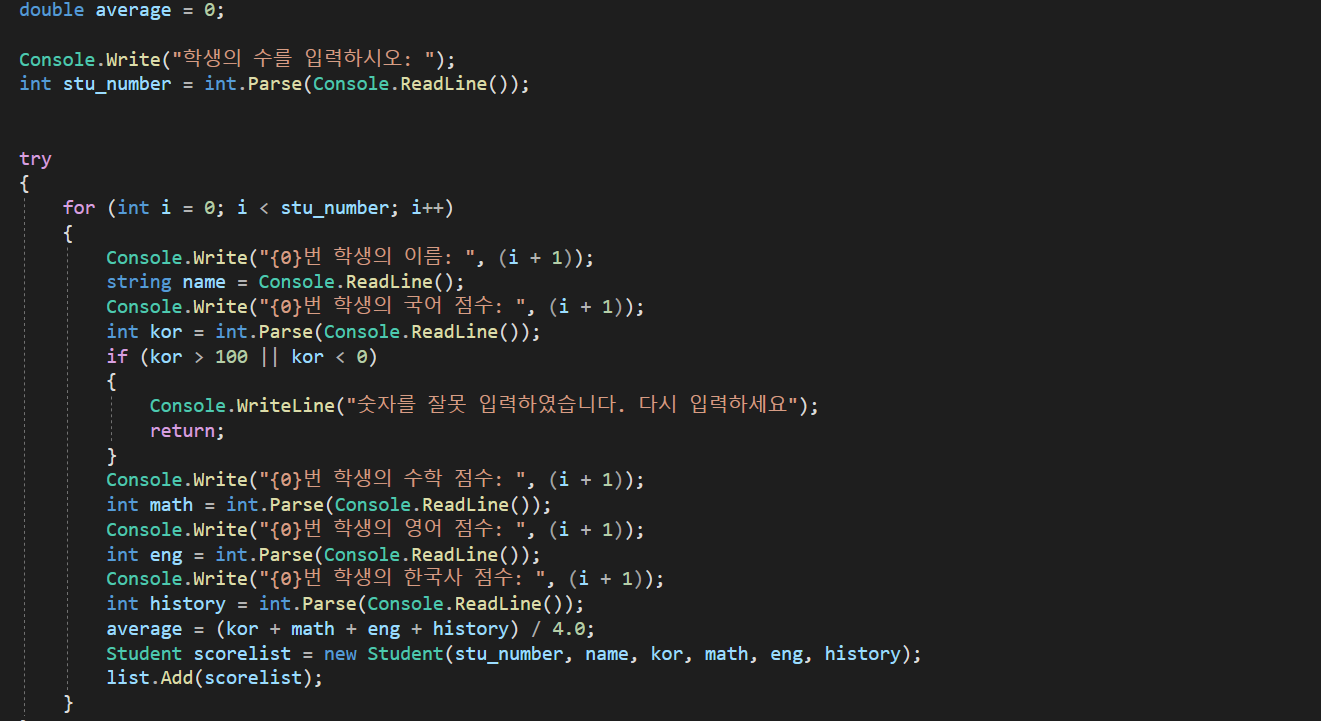 double average = 0;
Console.Write("학생의 수를 입력하시오: ");
int stu_number = int.Parse(Console.ReadLine());
try
{
for (int i = 0; i < stu_number; i++)
{
Console.Write("{0}번 학생의 이름: ", (i + 1));
string name = Console.ReadLine();
Console.Write("{0}번 학생의 국어 점수: ", (i + 1));
int kor = int.Parse(Console.ReadLine());
if (kor > 100 || kor < 0)
{
Console.WriteLine("숫자를 잘못 입력하였습니다. 다시 입력하세요");
return;
}
Console.Write("{0}번 학생의 수학 점수: ", (i + 1));
int math = int.Parse(Console.ReadLine());
Console.Write("{0}번 학생의 영어 점수: ", (i + 1));
int eng = int.Parse(Console.ReadLine());
Console.Write("{0}번 학생의 한국사 점수: ", (i + 1));
int history = int.Parse(Console.ReadLine());
average = (kor + math + eng + history) / 4.0;
Student scorelist = new Student(stu_number, name, kor, math, eng, history);
list.Add(scorelist);
}